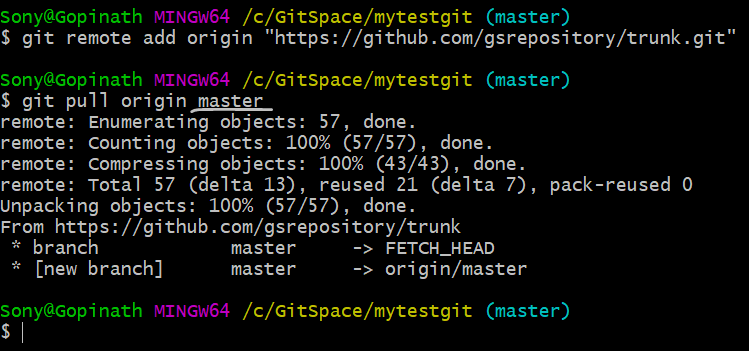 Sony@Gopinath MINGW64 /c/GitSpace/mytestgit (master)
$ git remote add origin "https://github.com/gsrepository/trunk.git"
Sony@Gopinath MINGW64 /c/GitSpace/mytestgit (master)
$ git pull origin master
remote: Enumerating objects: 57, done.
remote: Counting objects: 100% (57/57), done.
remote: Compressing objects: 100% (43/43), done.
remote: Total 57 (delta 13), reused 21 (delta 7), pack-reused 0
Unpacking objects: 100% (57/57), done.
From https://github.com/gsrepository/trunk
 * branch            master     -> FETCH_HEAD
 * [new branch]      master     -> origin/master
Sony@Gopinath MINGW64 /c/GitSpace/mytestgit (master)
$